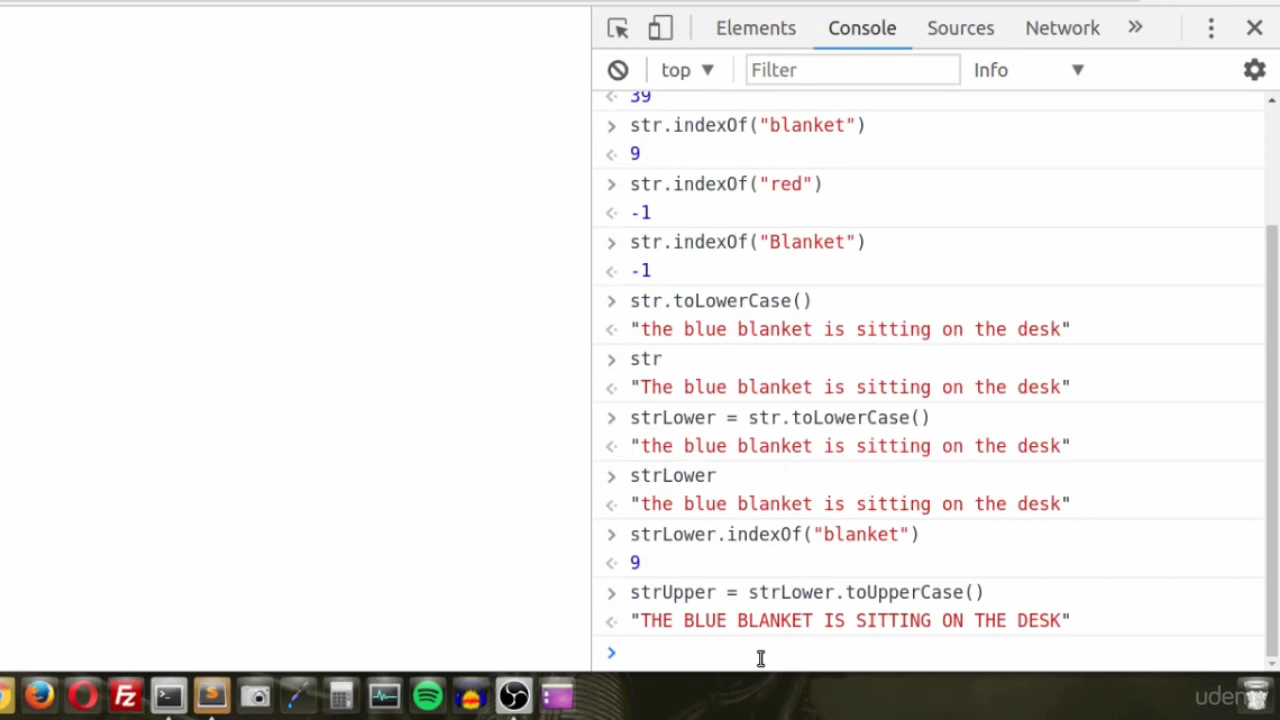 Elements Console Sources Network »
top ▼ Filter Info ▼
39
str.indexOf("blanket")
9
str.indexOf("red")
-1
str.indexOf("Blanket")
-1
str.toLowerCase()
"the blue blanket is sitting on the desk"
str
"The blue blanket is sitting on the desk"
strLower = str.toLowerCase()
"the blue blanket is sitting on the desk"
strLower
"the blue blanket is sitting on the desk"
strLower.indexOf("blanket")
9
strUpper = strLower.toUpperCase()
"THE BLUE BLANKET IS SITTING ON THE DESK"
Fz S
udemy